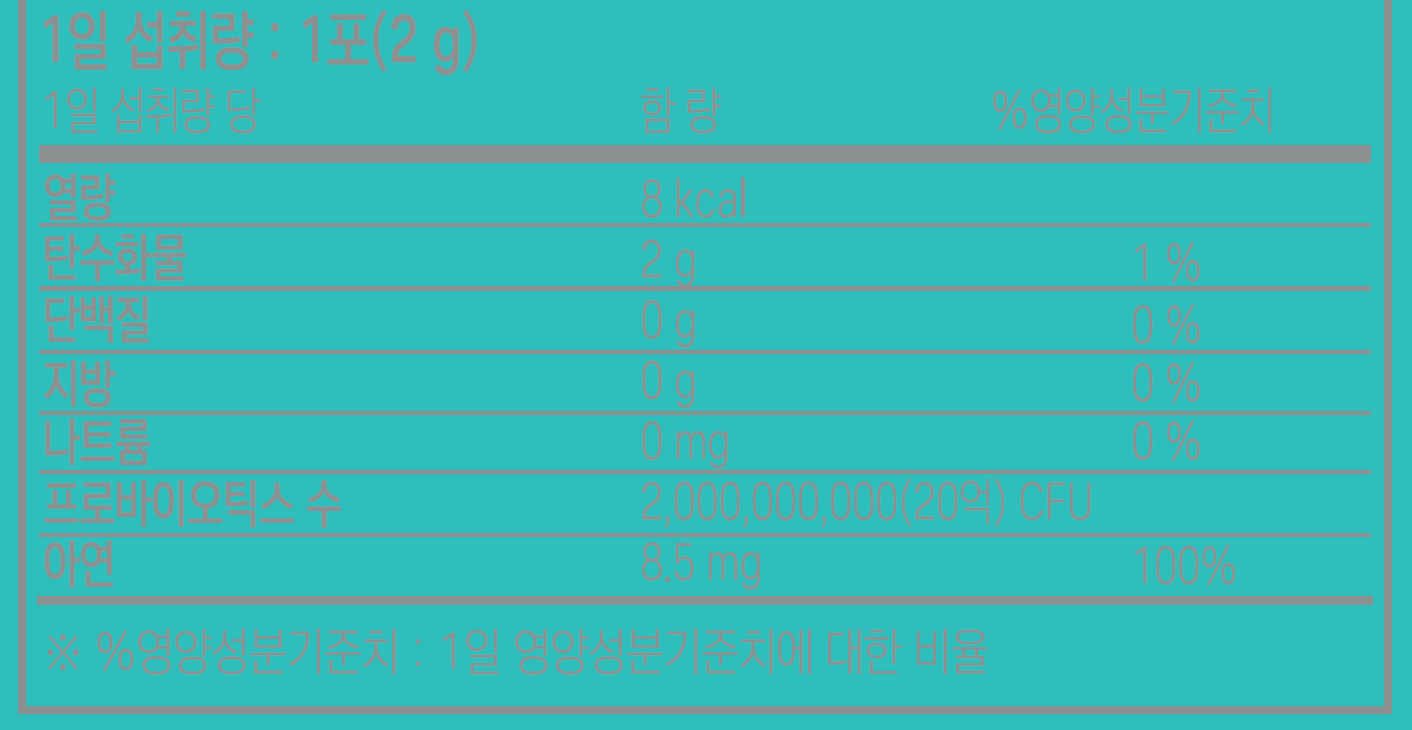 1일 섭취량 : 1포(2 g)
1일 섭취량 당 함 량 %영양성분기준치
열량 8 kcal
탄수화물 2 g 1 %
단백질 0 g 0 %
지방 0 g 0 %
나트륨 0 mg 0 %
프로바이오틱스 수 2,000,000,000(20억) CFU
아연 8.5 mg 100%
※ %영양성분기준치 : 1일 영양성분기준치에 대한 비율